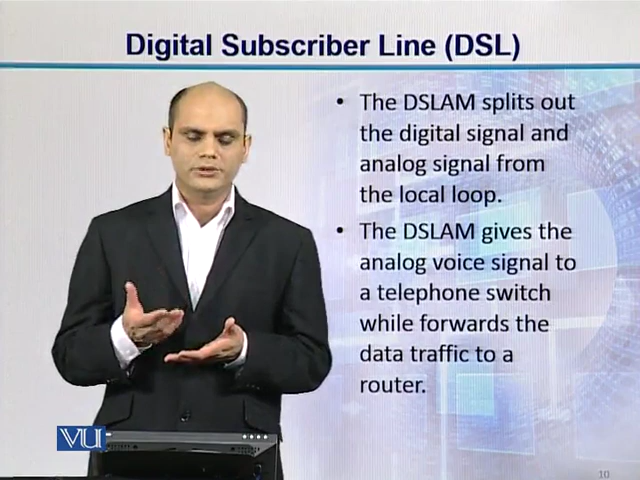 Digital Subscriber Line (DSL)
• The DSLAM splits out
the digital signal and
analog signal from
the local loop.
• The DSLAM gives the
analog voice signal to
a telephone switch
while forwards the
data traffic to a
router.
VU
10